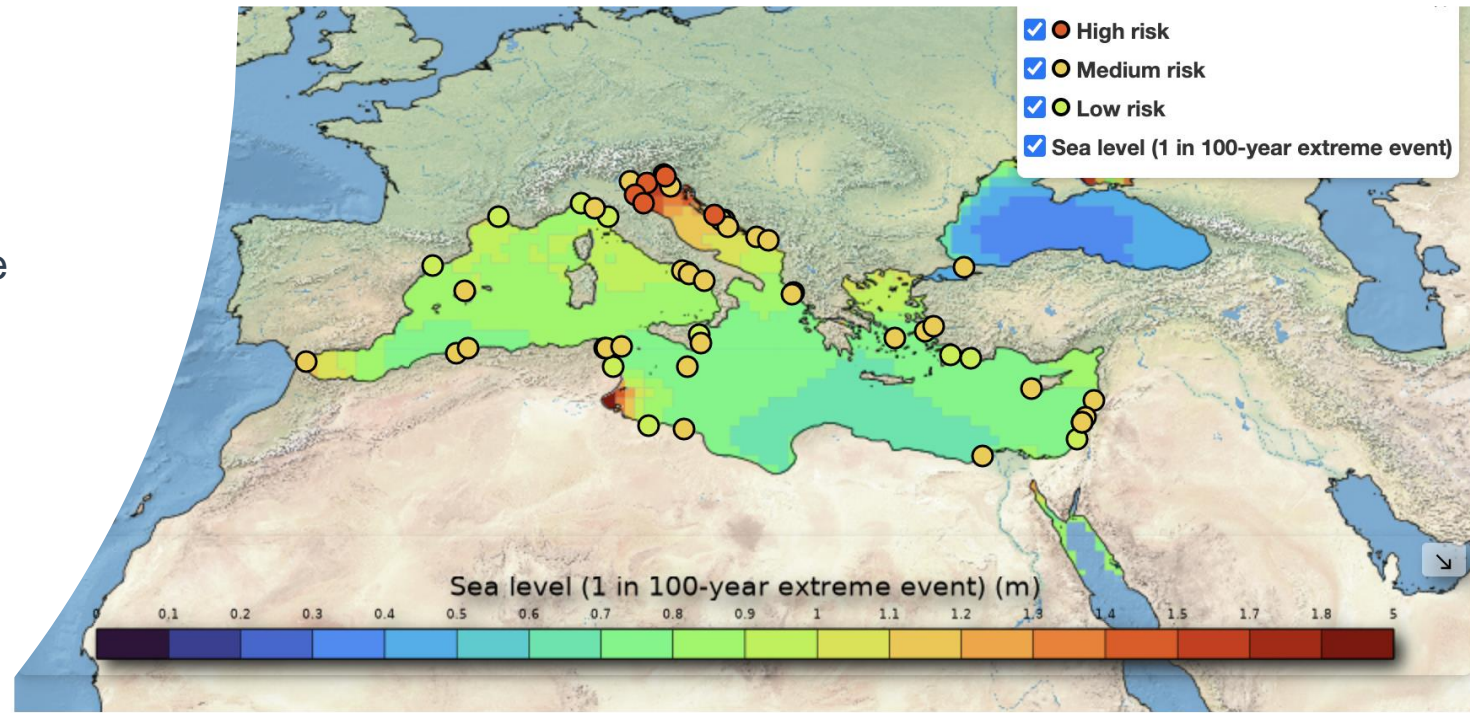 High risk
Medium risk
Low risk
Sea level (1 in 100-year extreme event)
e
Sea level (1 in 100-year extreme event) (m)
0 0.1 0.2 0.3 0.4 0.5 0.6 0.7 0.8 0.9 1 1.1 1.2 1.3 1.4 1.5 1.7 1.8 5